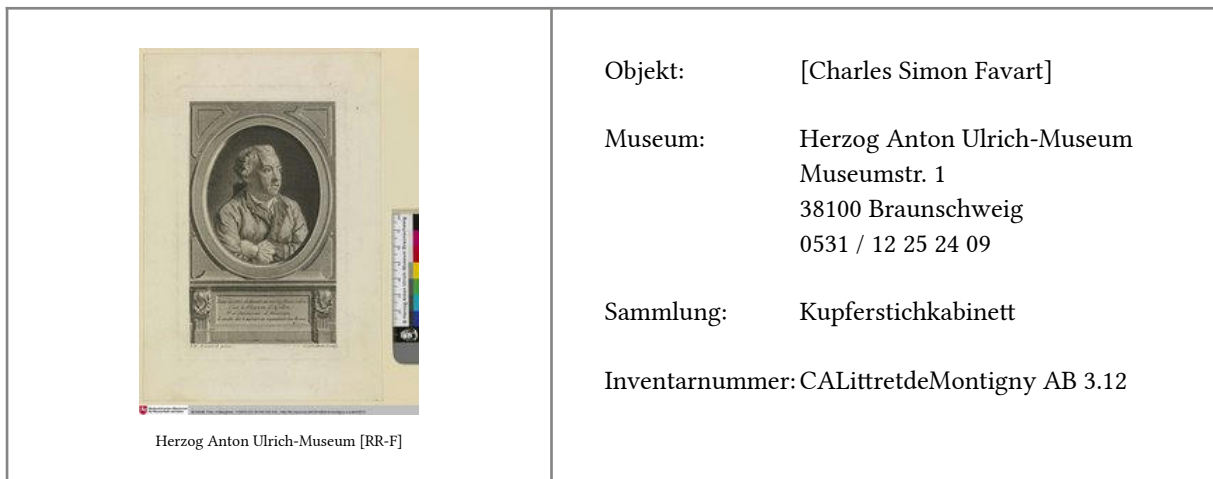 Herzog Anton Ulrich-Museum [RR-F]
Objekt: [Charles Simon Favart]
Museum: Herzog Anton Ulrich-Museum
Museumstr. 1
38100 Braunschweig
0531 / 12 25 24 09
Sammlung: Kupferstichkabinett
Inventarnummer: CALittretdeMontigny AB 3.12